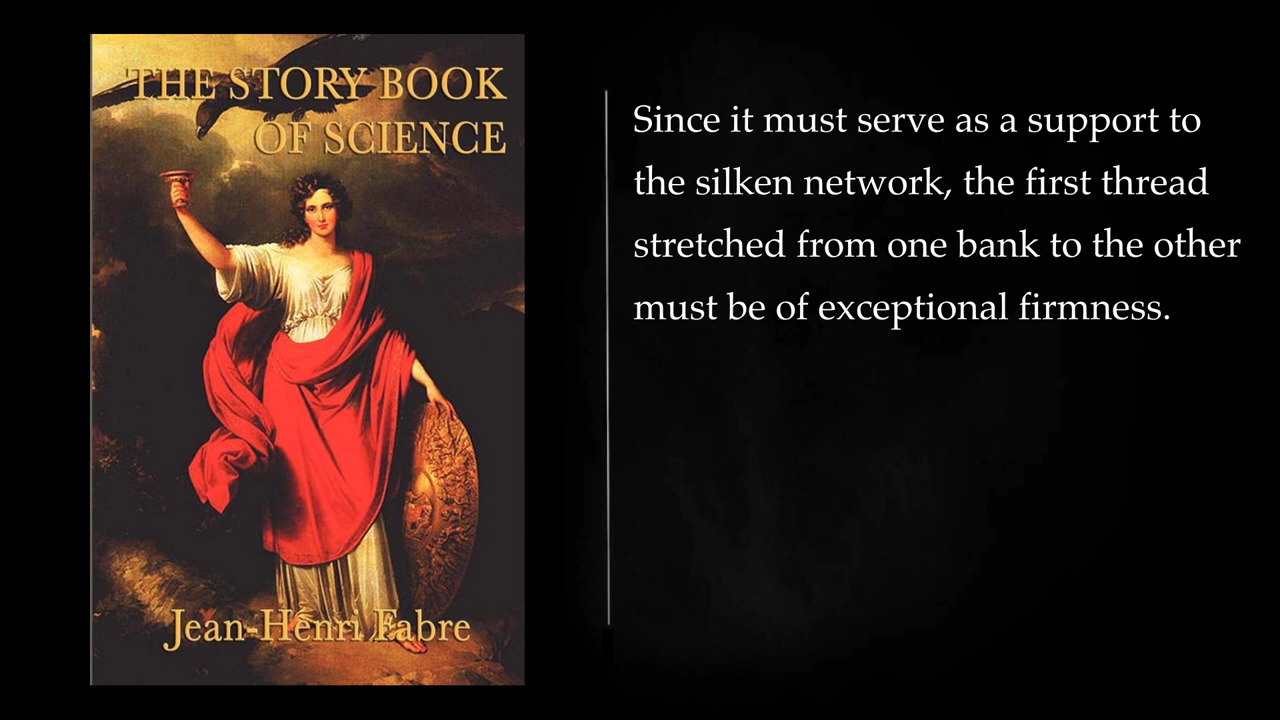 THE STORY BOOK
OF SCIENCE
Jean-Henri Fabre
Since it must serve as a support to
the silken network, the first thread
stretched from one bank to the other
must be of exceptional firmness.